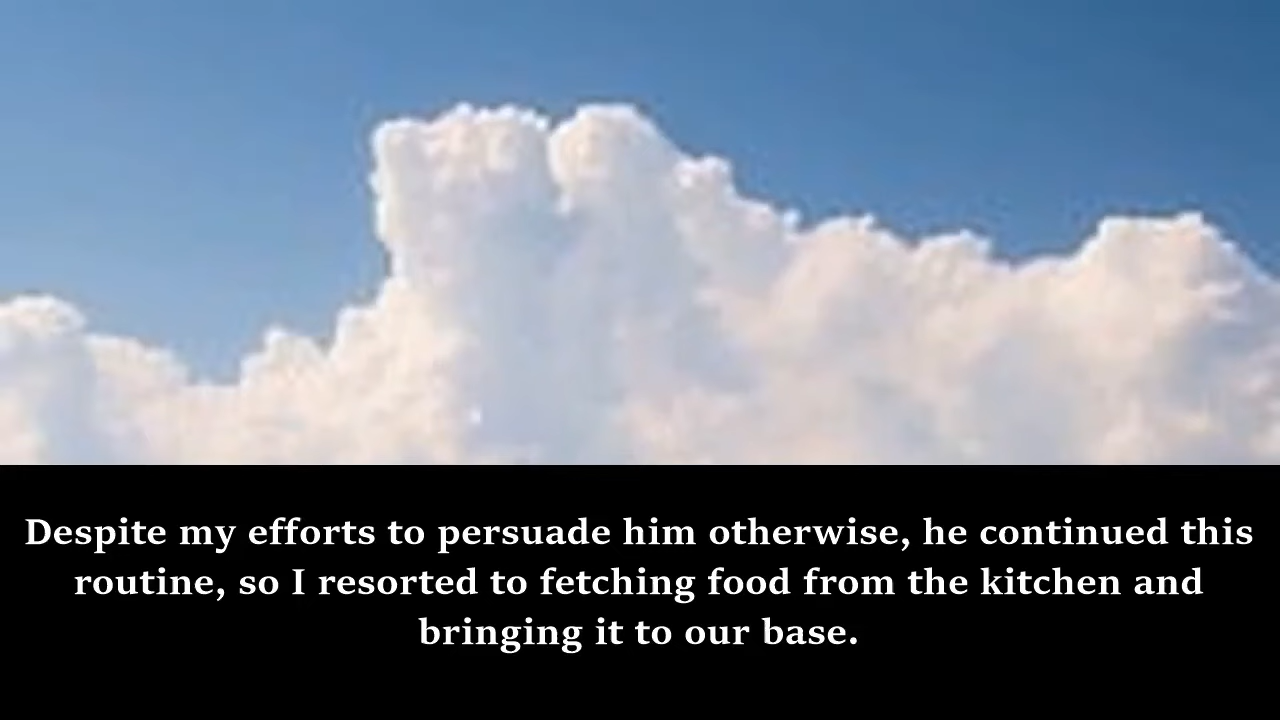 Despite my efforts to persuade him otherwise, he continued this
routine, so I resorted to fetching food from the kitchen and
bringing it to our base.